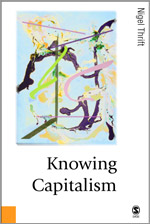 Nigel Thrift
Knowing
Capitalism
SAGE